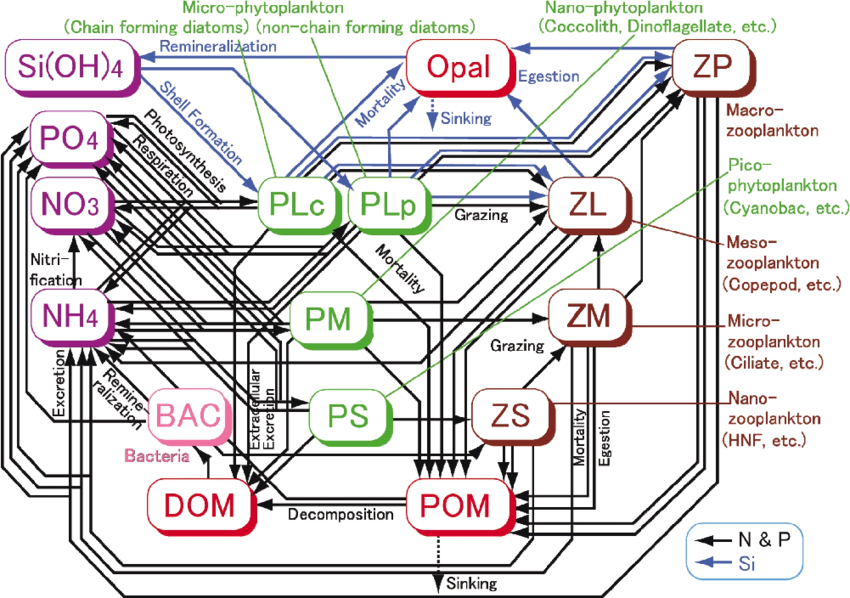 Micro-phytoplankton
(Chain forming diatoms) (non-chain forming diatoms)
Nano-phytoplankton
(Coccolith, Dinoflagellate, etc.)
Si(OH)4
Remineralization
Opal
Egestion
ZP
Shell Formation
Mortality
Sinking
Macro-
zooplankton
PO4
Photosynthesis
Respiration
NO3
PLc
PLp
Grazing
ZL
Pico-
phytoplankton
(Cyanobac, etc.)
Nitri-
fication
Mortality
Meso-
zooplankton
(Copepod, etc.)
NH4
PM
ZM
Grazing
Micro-
zooplankton
(Ciliate, etc.)
Excretion
Remine-
ralization
BAC
Bacteria
Extracellular
Excretion
PS
ZS
Mortality
Egestion
Nano-
zooplankton
(HNF, etc.)
DOM
Decomposition
POM
Sinking
N & P
Si